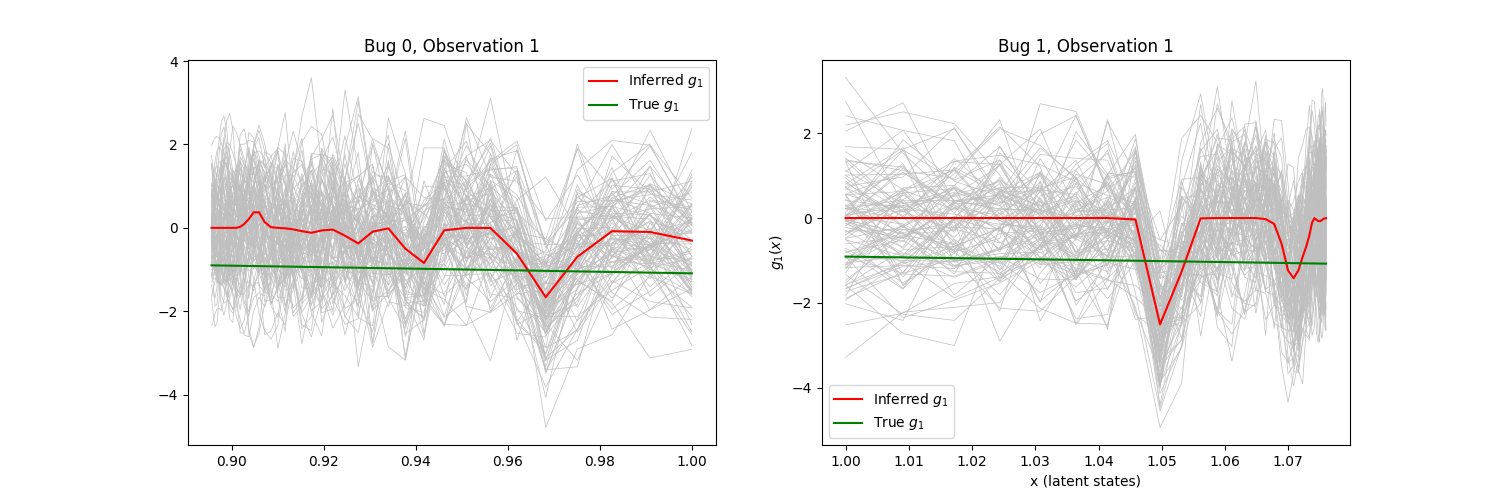 Bug 0, Observation 1
4
2
0
−2
−4
0.90 0.92 0.94 0.96 0.98 1.00
Inferred g₁
True g₁
Bug 1, Observation 1
g₁(x)
2
0
−2
−4
1.00 1.01 1.02 1.03 1.04 1.05 1.06 1.07
x (latent states)
Inferred g₁
True g₁